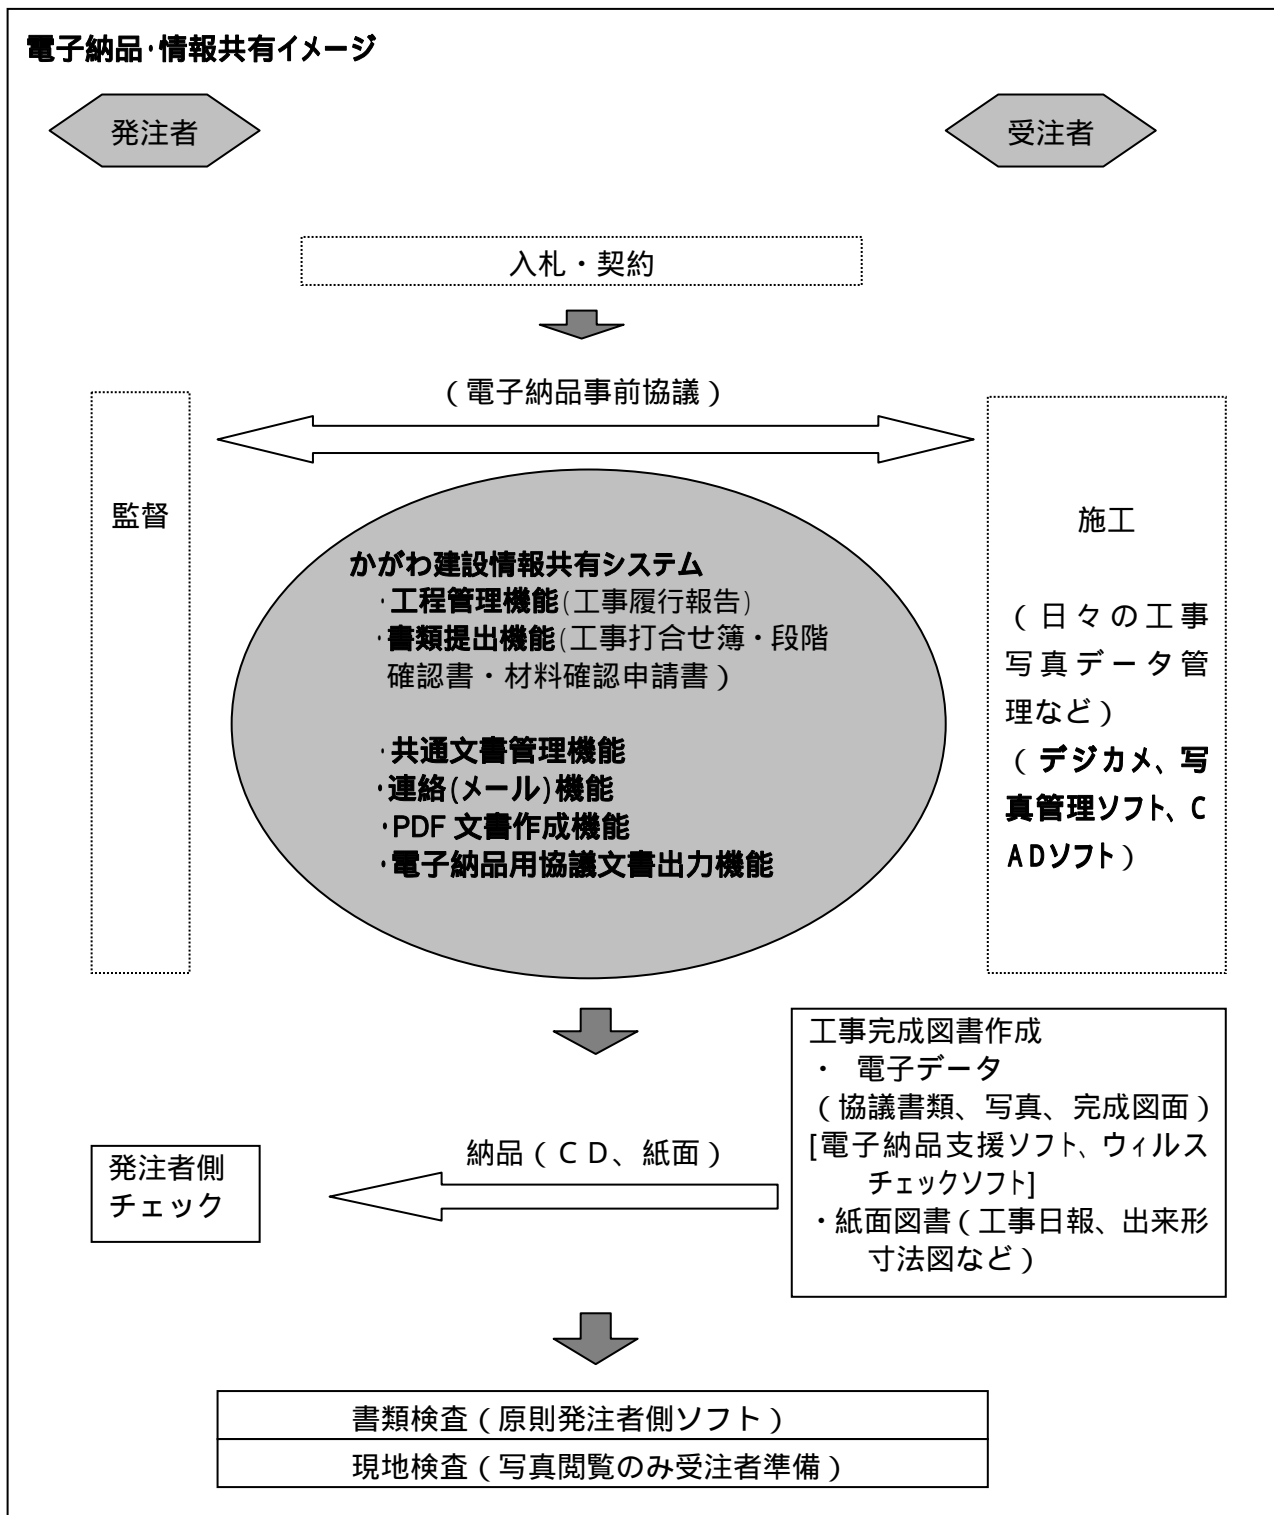 電子納品・情報共有イメージ
発注者
受注者
入札・契約
（電子納品事前協議）
監督
かがわ建設情報共有システム
・工程管理機能(工事履行報告)
・書類提出機能(工事打合せ簿・段階
確認書・材料確認申請書）
・共通文書管理機能
・連絡(メール)機能
・PDF 文書作成機能
・電子納品用協議文書出力機能
施工
（日々の工事
写真データ管
理など）
（デジカメ、写
真管理ソフト、C
ADソフト）
工事完成図書作成
・ 電子データ
（協議書類、写真、完成図面）
[電子納品支援ソフト、ウィルス
チェックソフト]
・紙面図書（工事日報、出来形
寸法図など）
納品（ＣＤ、紙面）
発注者側
チェック
書類検査（原則発注者側ソフト）
現地検査（写真閲覧のみ受注者準備）